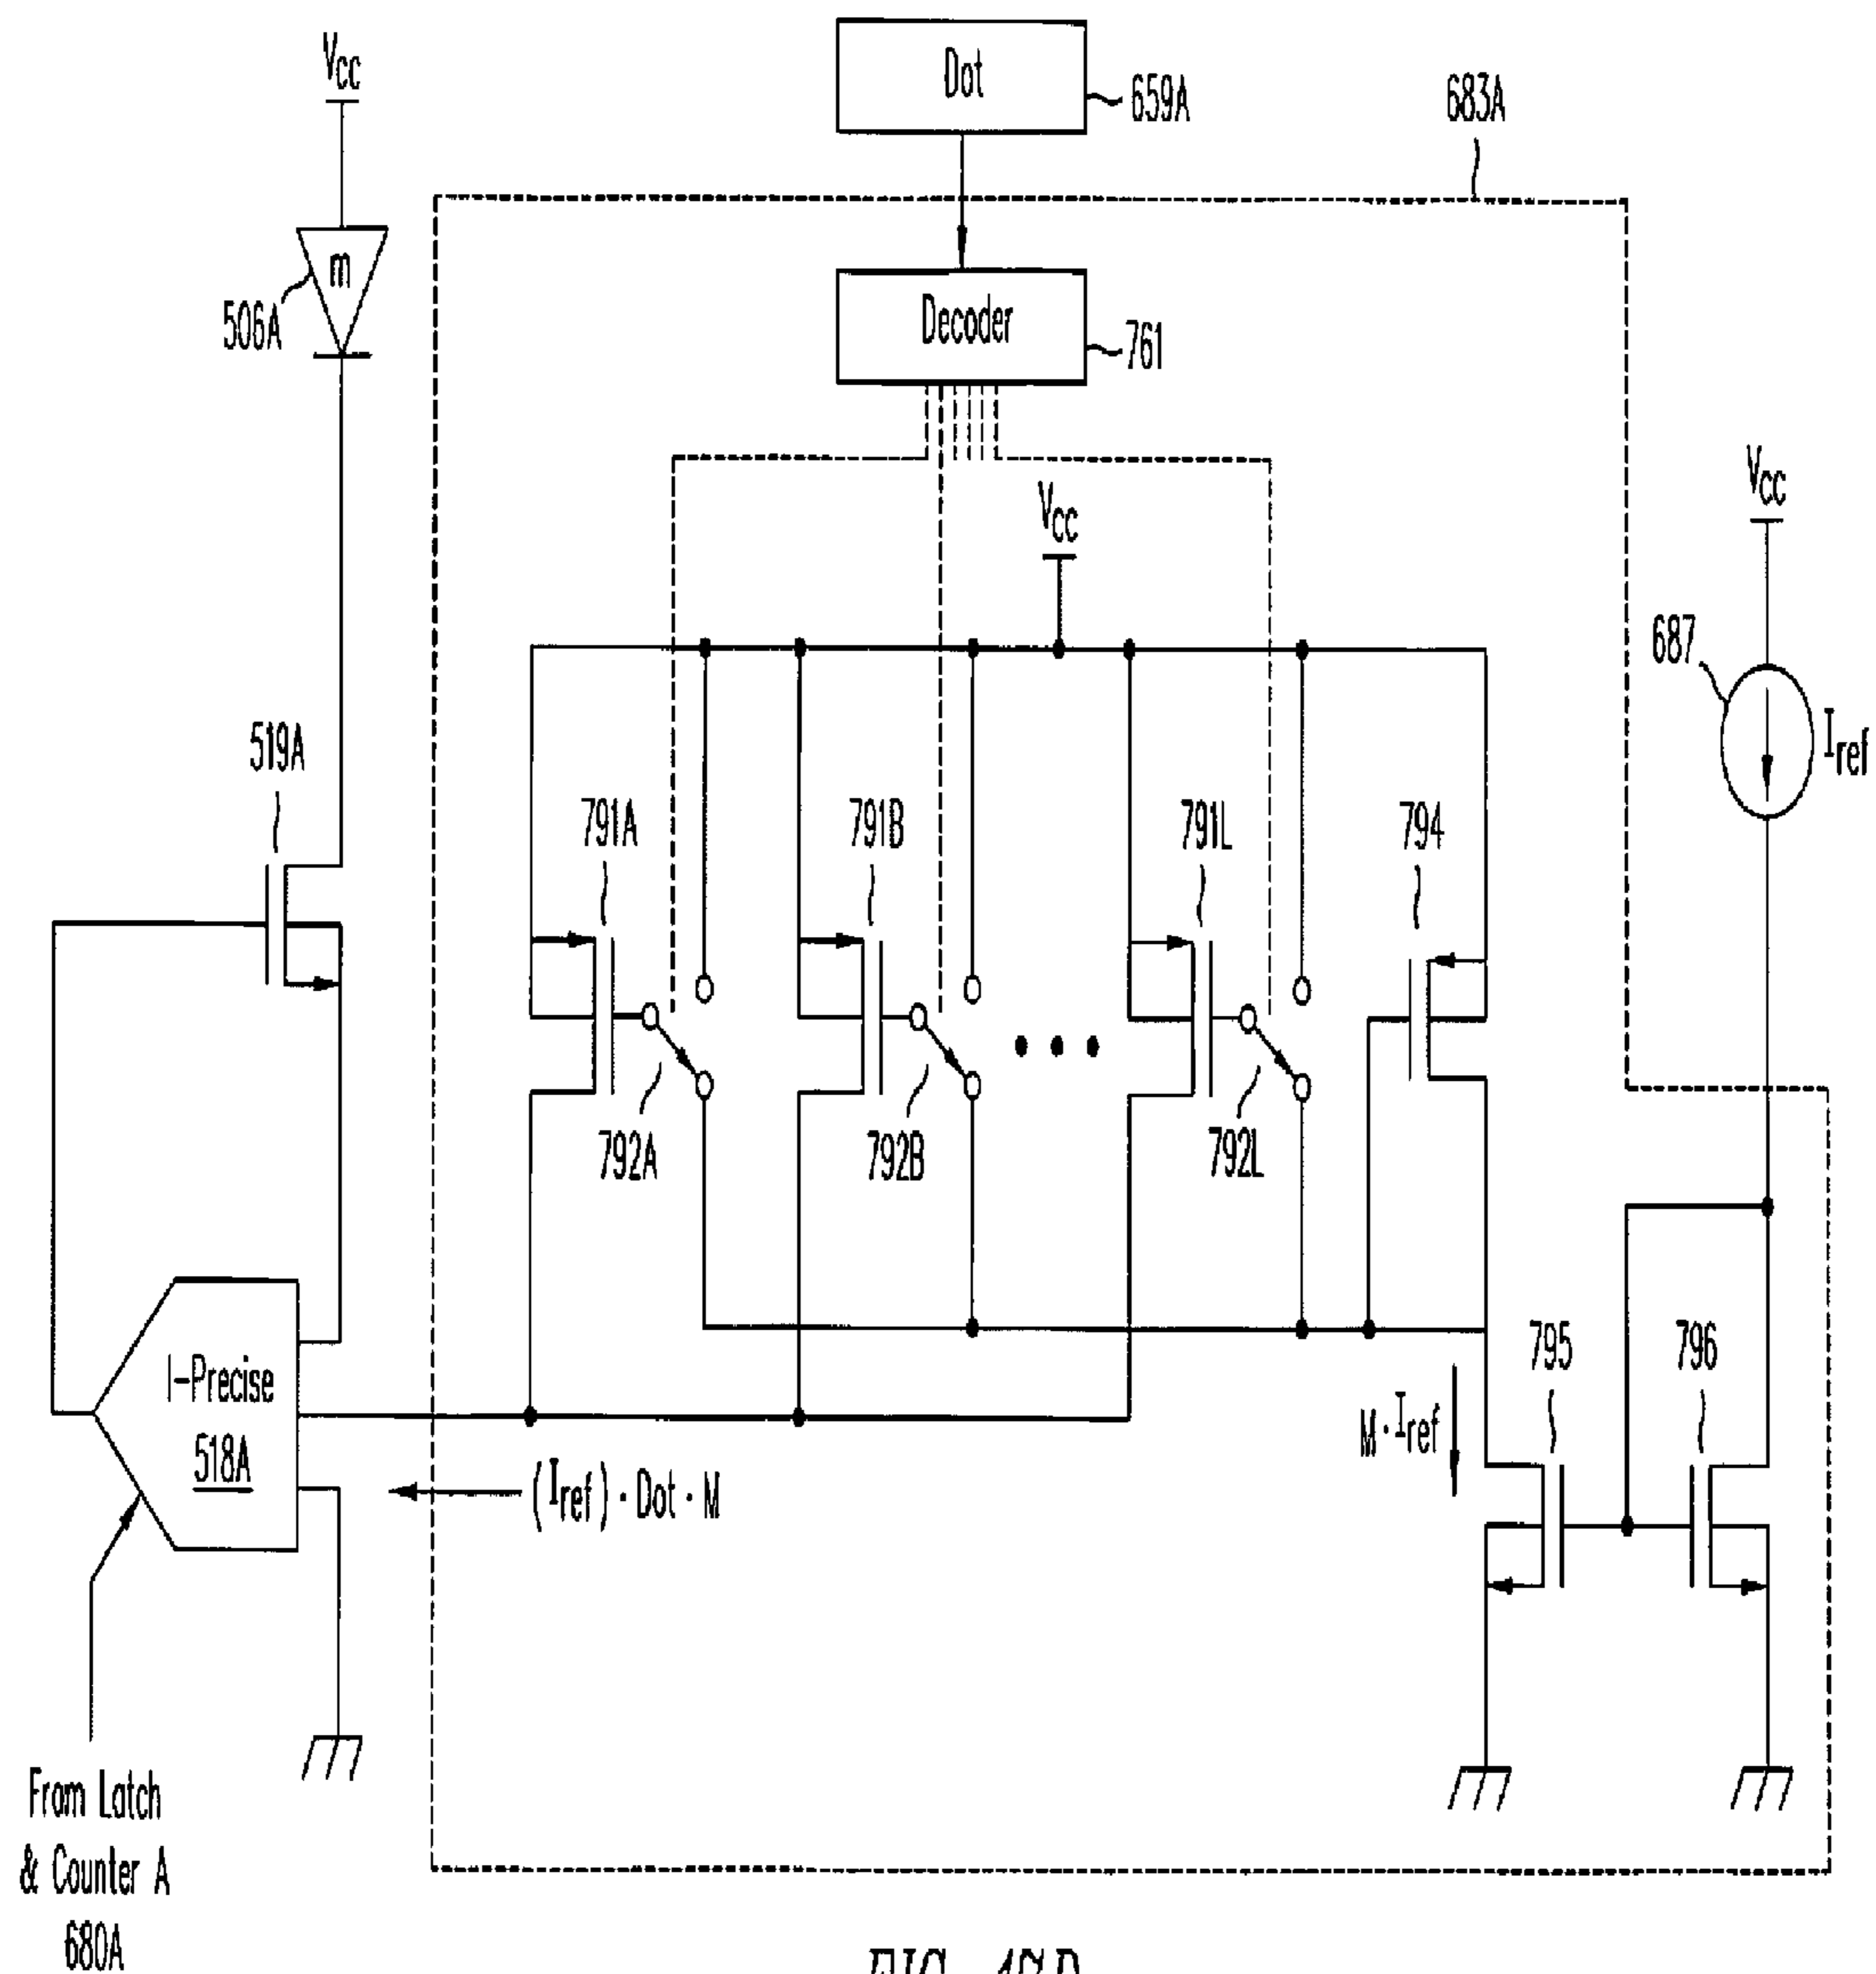 Vcc
Dot
659A
683A
m
506A
Decoder
761
Vcc
Vcc
687
Iref
519A
791A
791B
791L
794
792A
792B
792L
795
796
I-Precise
518A
M · Iref
(Iref) · Dot · M
From Latch
& Counter A
680A